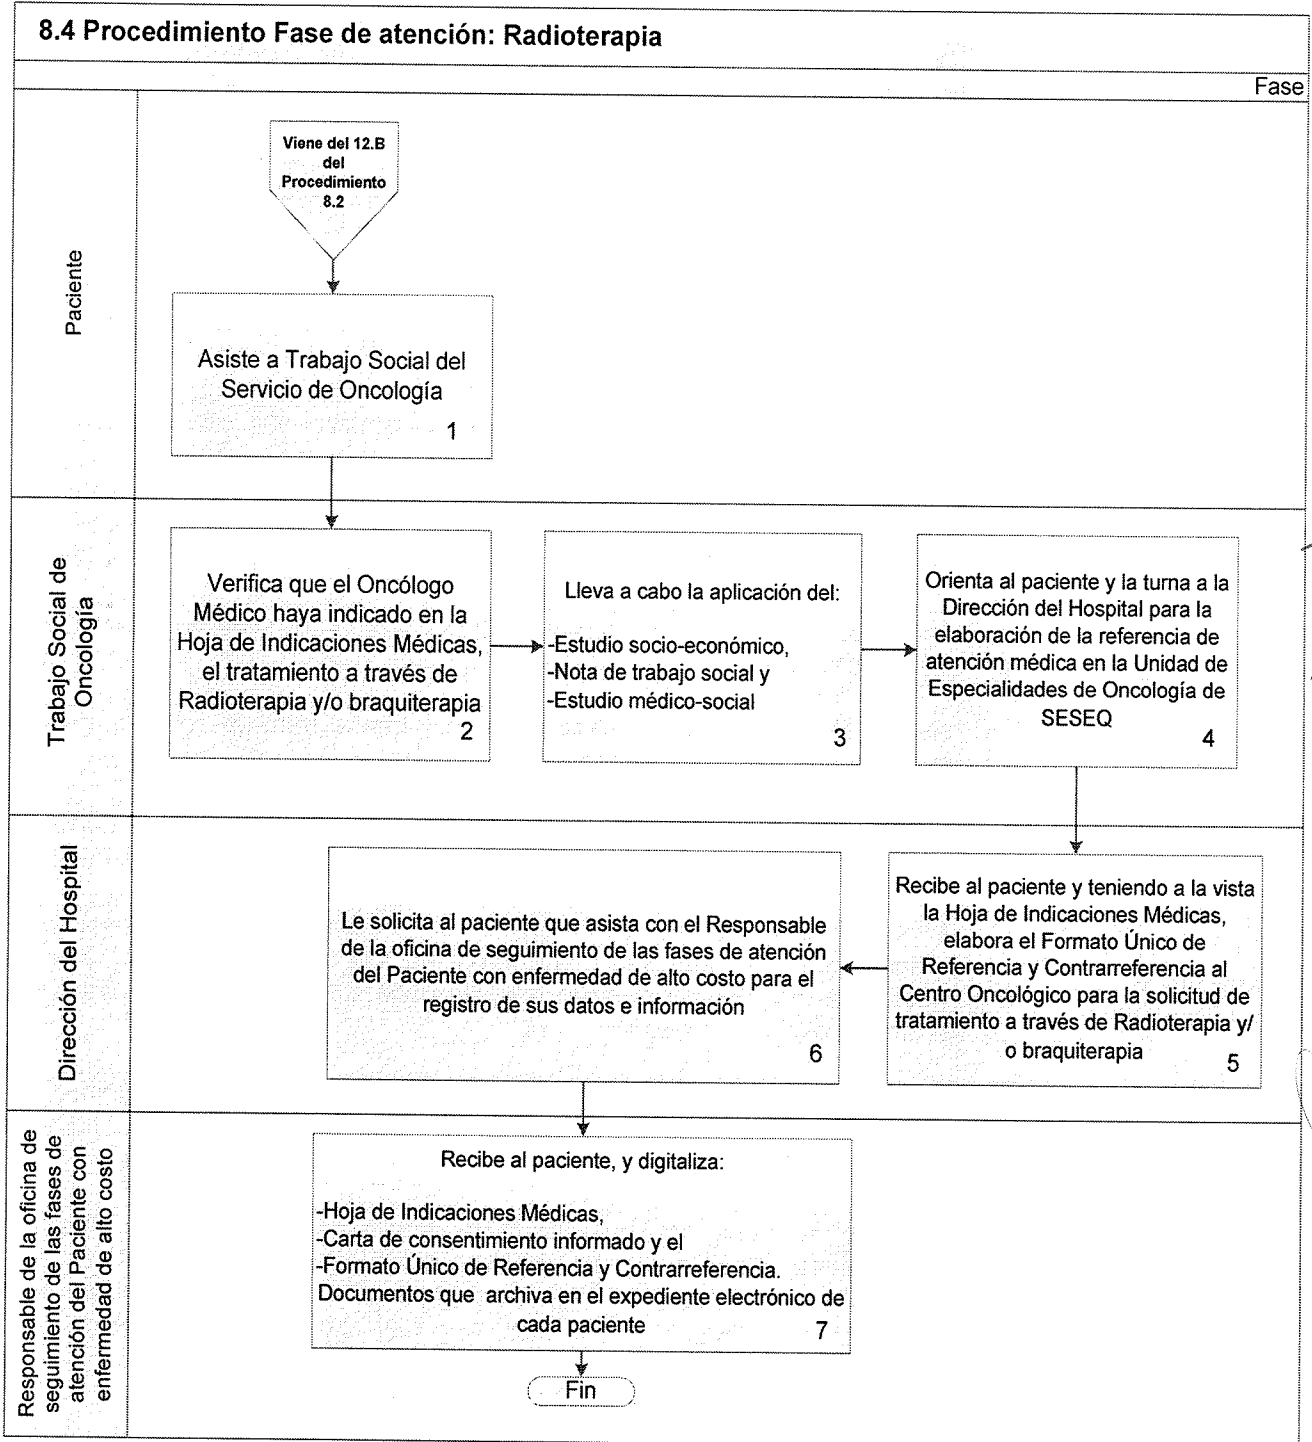 8.4 Procedimiento Fase de atención: Radioterapia
Fase
Paciente
Viene del 12.B
del
Procedimiento
8.2
Asiste a Trabajo Social del
Servicio de Oncología
1
Trabajo Social de
Oncología
Verifica que el Oncólogo
Médico haya indicado en la
Hoja de Indicaciones Médicas,
el tratamiento a través de
Radioterapia y/o braquiterapia
2
Lleva a cabo la aplicación del:
-Estudio socio-económico,
-Nota de trabajo social y
-Estudio médico-social
3
Orienta al paciente y la turna a la
Dirección del Hospital para la
elaboración de la referencia de
atención médica en la Unidad de
Especialidades de Oncología de
SESEQ
4
Dirección del Hospital
Recibe al paciente y teniendo a la vista
la Hoja de Indicaciones Médicas,
elabora el Formato Único de
Referencia y Contrarreferencia al
Centro Oncológico para la solicitud de
tratamiento a través de Radioterapia y/
o braquiterapia
5
Le solicita al paciente que asista con el Responsable
de la oficina de seguimiento de las fases de atención
del Paciente con enfermedad de alto costo para el
registro de sus datos e información
6
Responsable de la oficina de
seguimiento de las fases de
atención del Paciente con
enfermedad de alto costo
Recibe al paciente, y digitaliza:
-Hoja de Indicaciones Médicas,
-Carta de consentimiento informado y el
-Formato Único de Referencia y Contrarreferencia.
Documentos que archiva en el expediente electrónico de
cada paciente
7
Fin